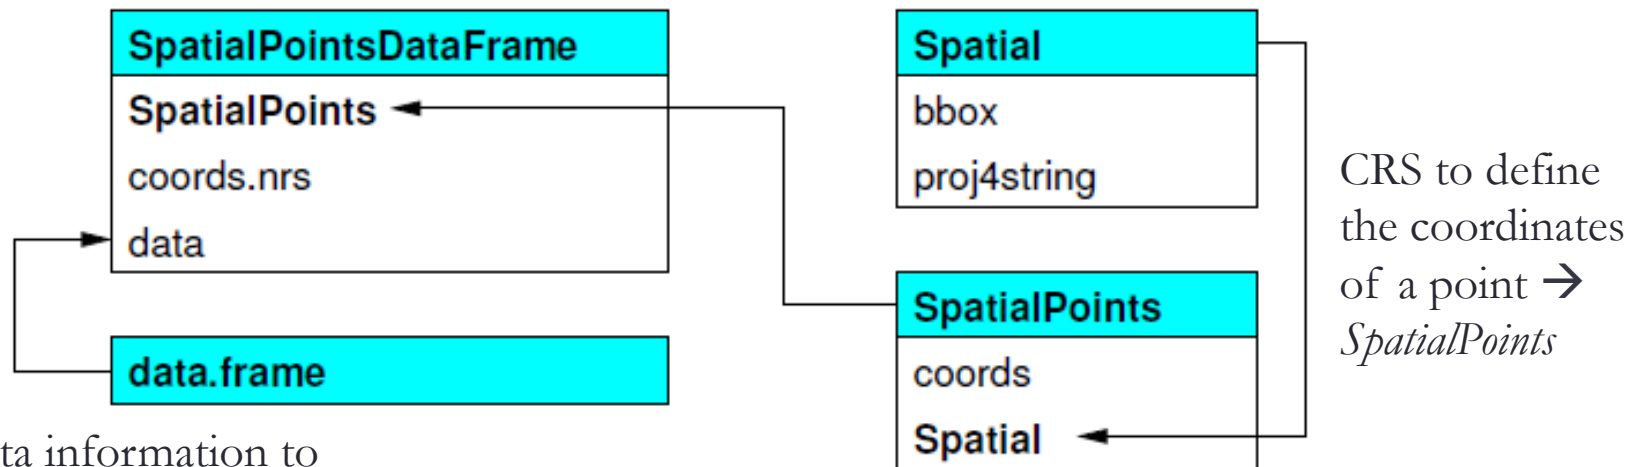 SpatialPointsDataFrame
SpatialPoints
coords.nrs
data
data.frame
ta information to
Spatial
bbox
proj4string
SpatialPoints
coords
Spatial
CRS to define
the coordinates
of a point →
SpatialPoints